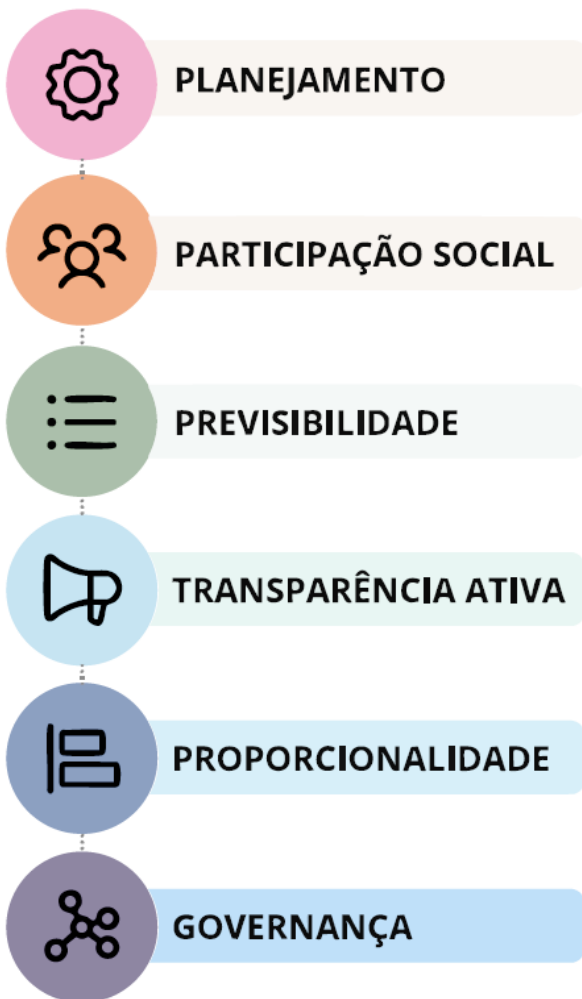 PLANEJAMENTO
PARTICIPAÇÃO SOCIAL
PREVISIBILIDADE
TRANSPARÊNCIA ATIVA
PROPORCIONALIDADE
GOVERNANÇA